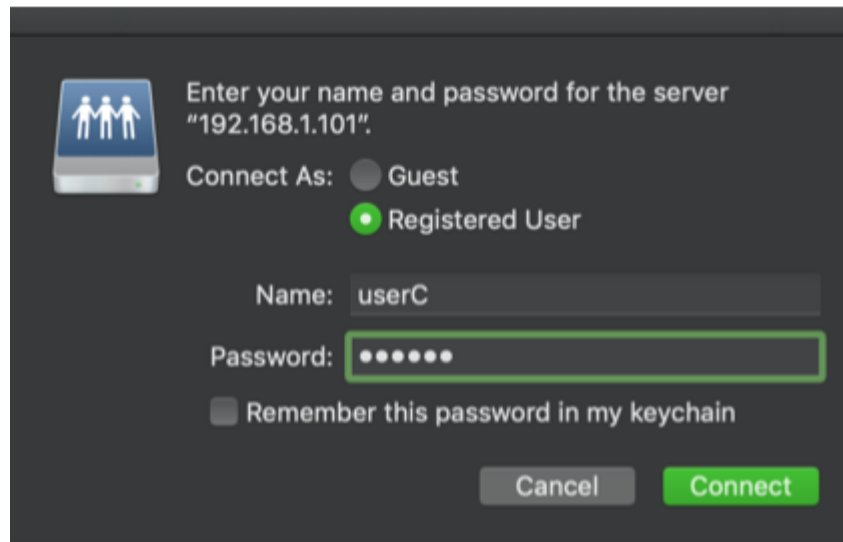 Enter your name and password for the server
“192.168.1.101”.
Connect As: Guest
Registered User
Name: userC
Password: ••••••
Remember this password in my keychain
Cancel Connect